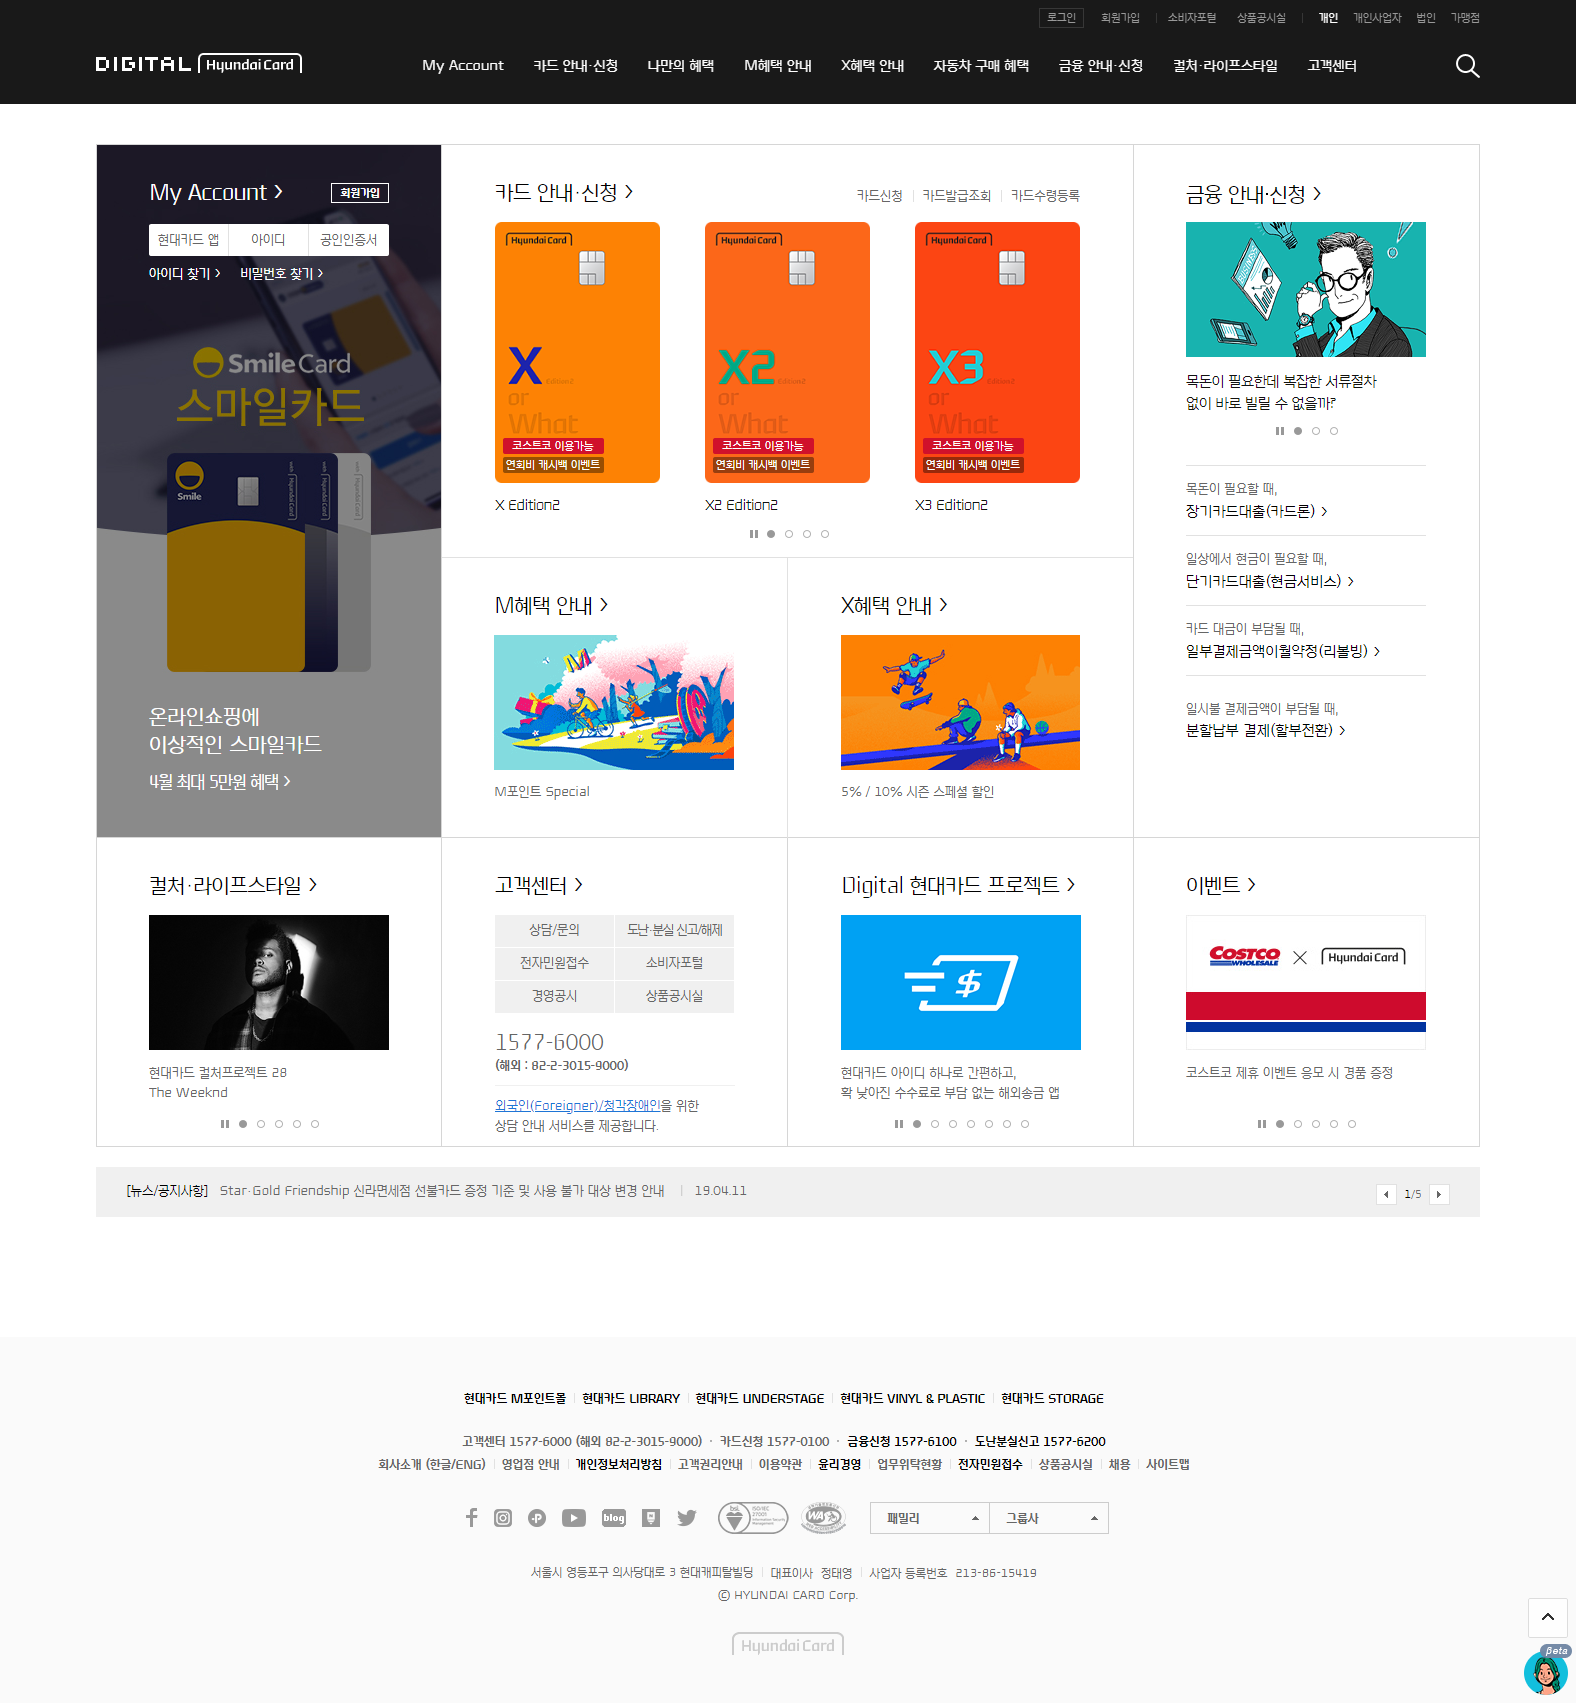 로그인 회원가입 소비자포털 상품공시실 개인 개인사업자 법인 가맹점
DIGITAL Hyundai Card
My Account 카드 안내·신청 나만의 혜택 M혜택 안내 X혜택 안내 자동차 구매 혜택 금융 안내·신청 컬처·라이프스타일 고객센터
My Account
회원가입
현대카드 앱 아이디 공인인증서
아이디 찾기 비밀번호 찾기
Smile Card
스마일카드
Smile
with Hyundai Card
with Hyundai Card
with Hyundai Card
온라인쇼핑에
이상적인 스마일카드
4월 최대 5만원 혜택
카드 안내·신청
카드신청 카드발급조회 카드수령등록
Hyundai Card
X Edition2
or
What
코스트코 이용가능
연회비 캐시백 이벤트
X Edition2
Hyundai Card
X2 Edition2
or
What
코스트코 이용가능
연회비 캐시백 이벤트
X2 Edition2
Hyundai Card
X3 Edition2
or
What
코스트코 이용가능
연회비 캐시백 이벤트
X3 Edition2
금융 안내·신청
BUSINESS
목돈이 필요한데 복잡한 서류절차
없이 바로 빌릴 수 없을까?
목돈이 필요할 때,
장기카드대출(카드론)
일상에서 현금이 필요할 때,
단기카드대출(현금서비스)
카드 대금이 부담될 때,
일부결제금액이월약정(리볼빙)
일시불 결제금액이 부담될 때,
분할납부 결제(할부전환)
M혜택 안내
M
M포인트 Special
X혜택 안내
5% / 10% 시즌 스페셜 할인
컬처·라이프스타일
현대카드 컬처프로젝트 28
The Weeknd
고객센터
상담/문의 도난·분실 신고/해제
전자민원접수 소비자포털
경영공시 상품공시실
1577-6000
(해외 : 82-2-3015-9000)
외국인(Foreigner)/청각장애인을 위한
상담 안내 서비스를 제공합니다.
Digital 현대카드 프로젝트
$
현대카드 아이디 하나로 간편하고,
확 낮아진 수수료로 부담 없는 해외송금 앱
이벤트
COSTCO WHOLESALE X Hyundai Card
코스트코 제휴 이벤트 응모 시 경품 증정
[뉴스/공지사항] Star·Gold Friendship 신라면세점 선불카드 증정 기준 및 사용 불가 대상 변경 안내 19.04.11
1/5
현대카드 M포인트몰 현대카드 LIBRARY 현대카드 UNDERSTAGE 현대카드 VINYL & PLASTIC 현대카드 STORAGE
고객센터 1577-6000 (해외 82-2-3015-9000) · 카드신청 1577-0100 · 금융신청 1577-6100 · 도난분실신고 1577-6200
회사소개 (한글/ENG) 영업점 안내 개인정보처리방침 고객권리안내 이용약관 윤리경영 업무위탁현황 전자민원접수 상품공시실 채용 사이트맵
blog
bsi. ISO/IEC 27001 Information Security Management
WA
패밀리 그룹사
서울시 영등포구 의사당대로 3 현대캐피탈빌딩 대표이사 정태영 사업자 등록번호 213-86-15419
© HYUNDAI CARD Corp.
Hyundai Card
βeta